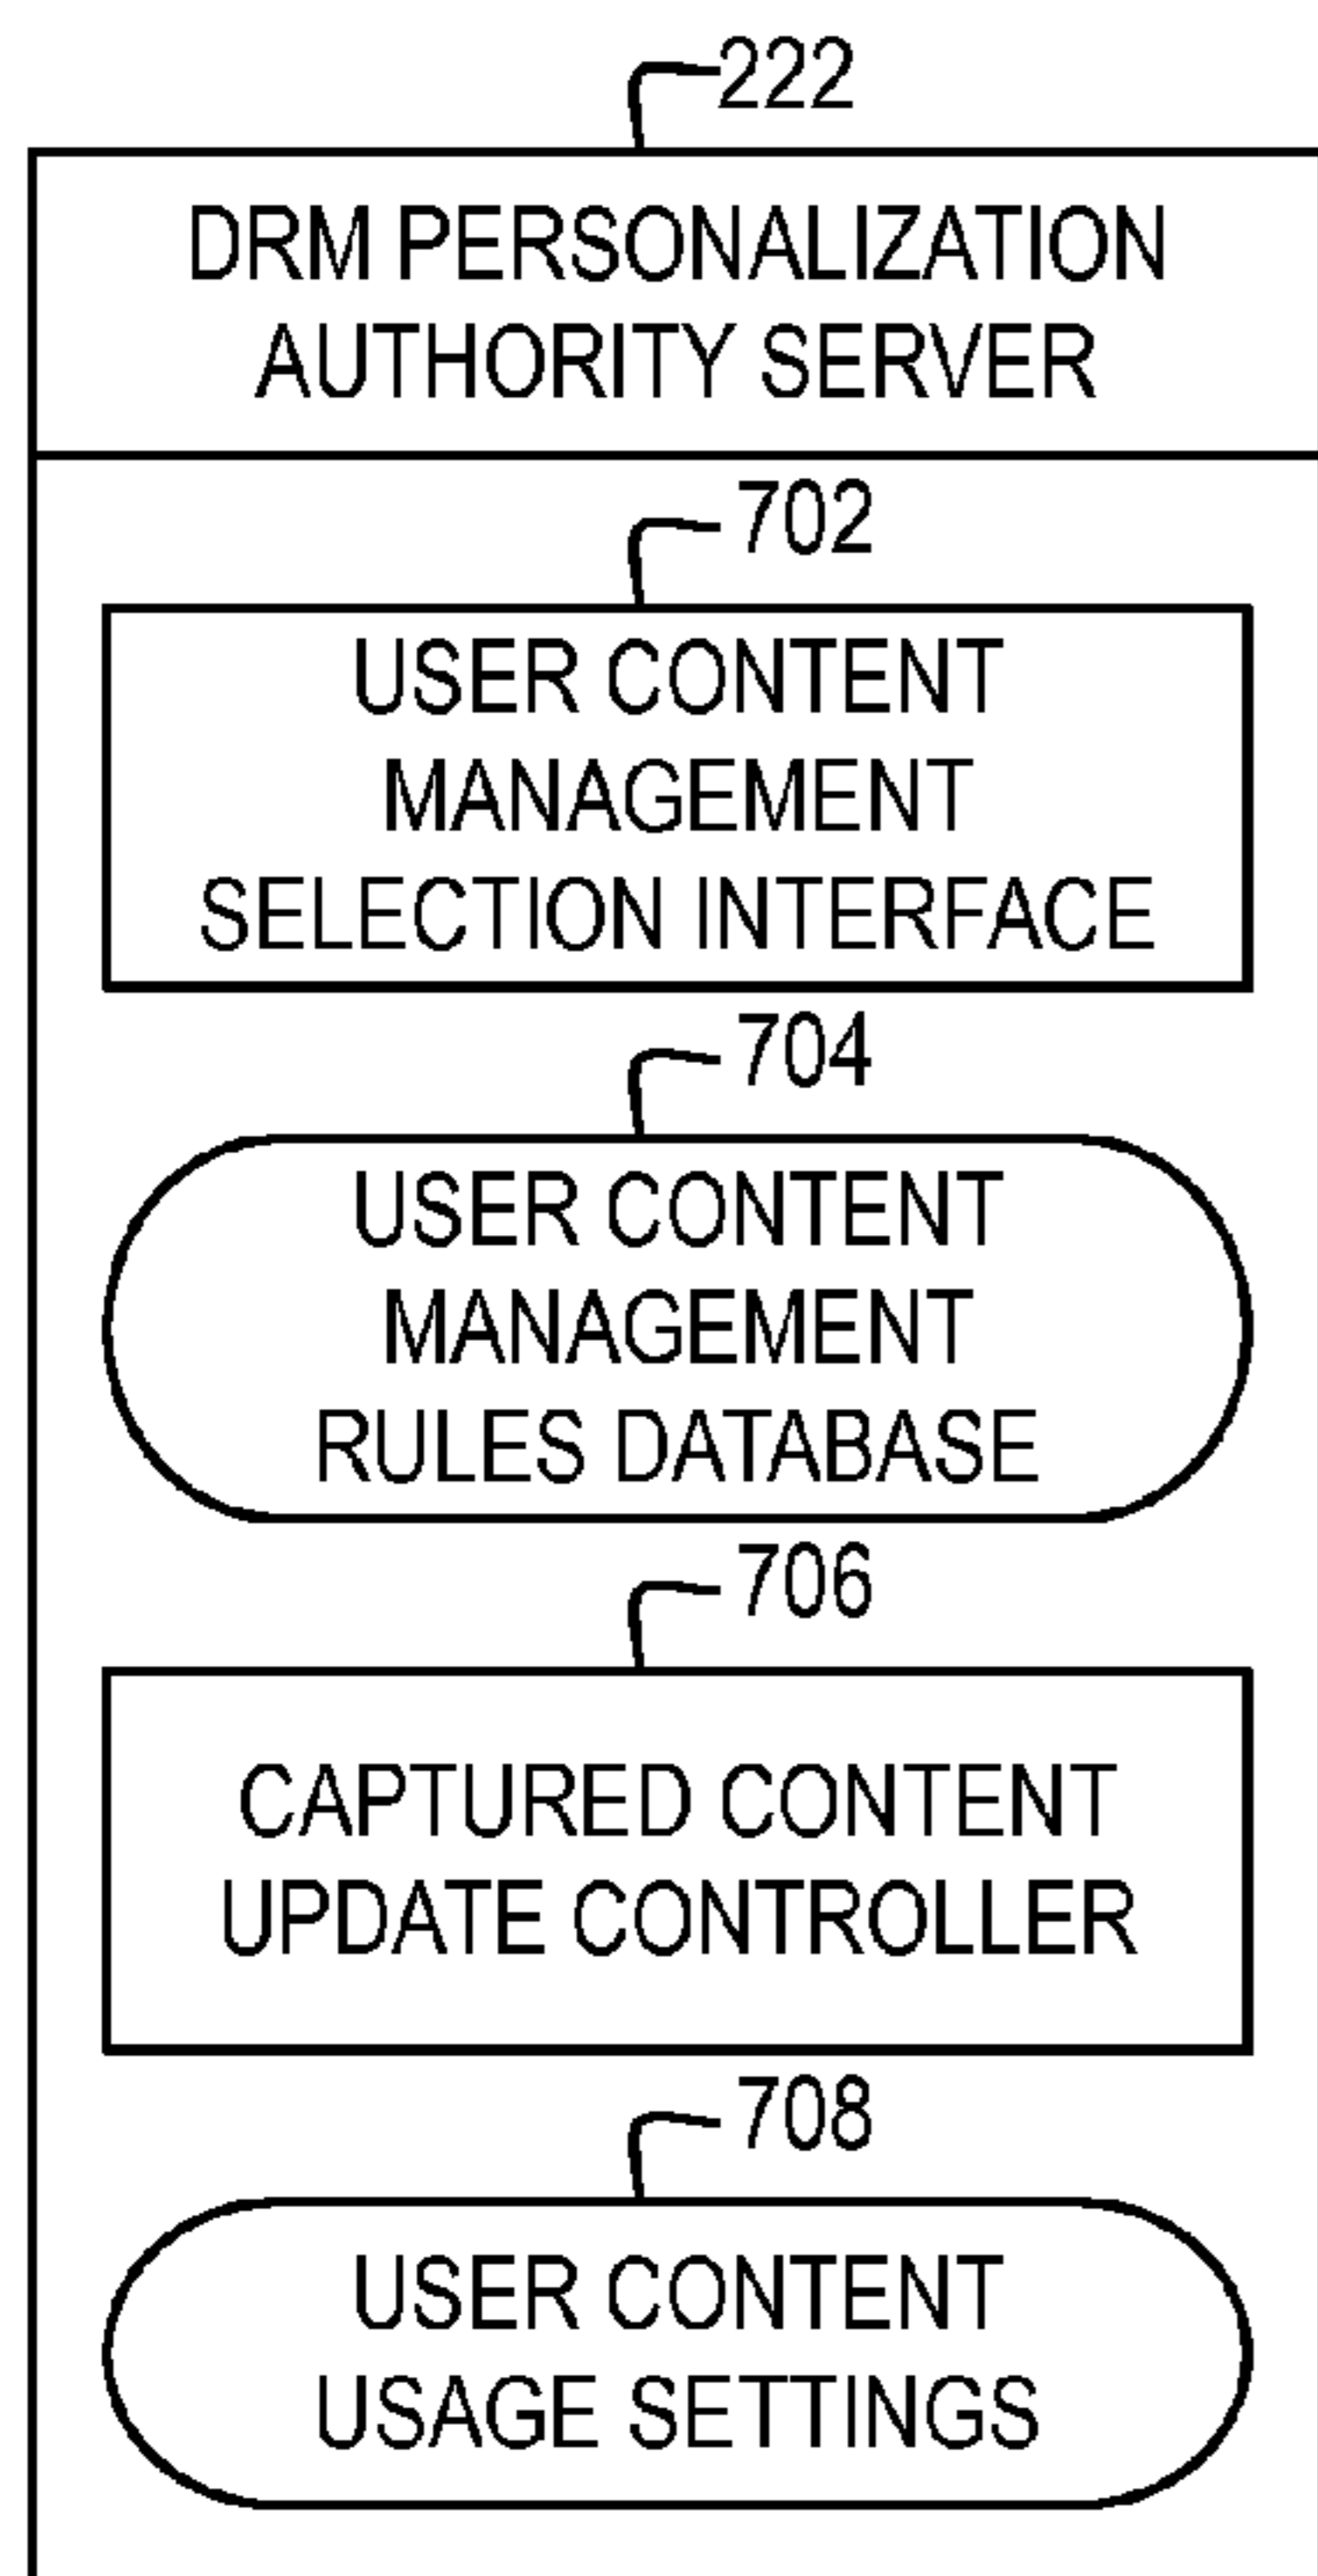 222
DRM PERSONALIZATION
AUTHORITY SERVER
702
USER CONTENT
MANAGEMENT
SELECTION INTERFACE
704
USER CONTENT
MANAGEMENT
RULES DATABASE
706
CAPTURED CONTENT
UPDATE CONTROLLER
708
USER CONTENT
USAGE SETTINGS